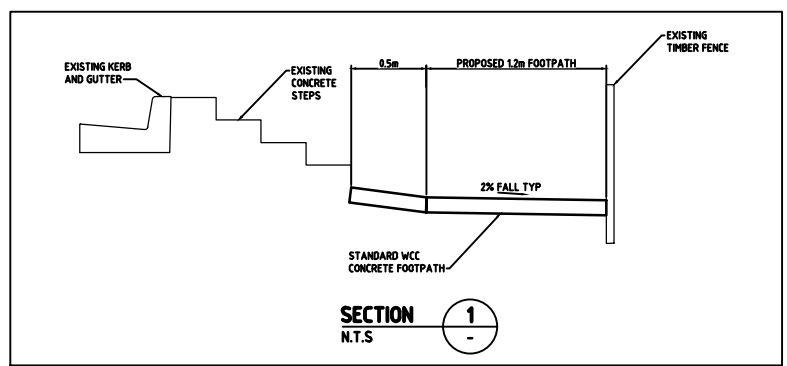 EXISTING KERB
AND GUTTER
EXISTING
CONCRETE
STEPS
0.5m
PROPOSED 1.2m FOOTPATH
EXISTING
TIMBER FENCE
2% FALL TYP
STANDARD WCC
CONCRETE FOOTPATH
SECTION
N.T.S
1
-